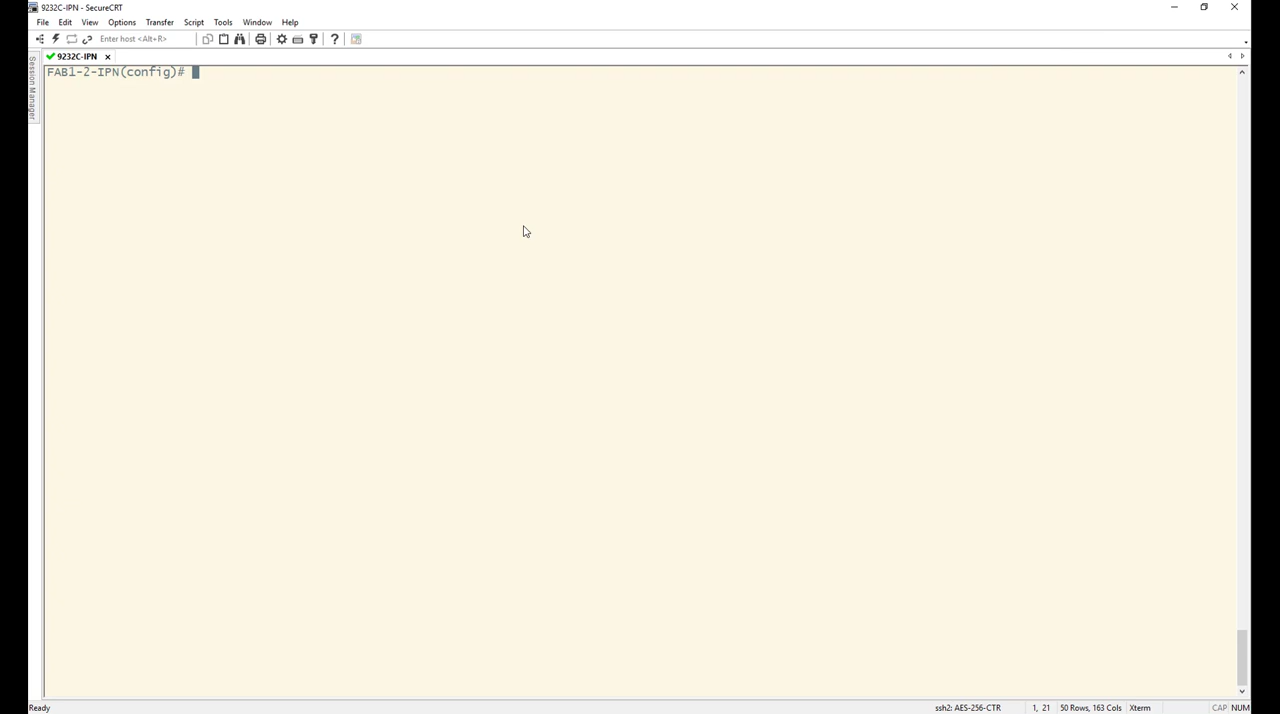 9232C-IPN - SecureCRT
File Edit View Options Transfer Script Tools Window Help
Enter host <Alt+R>
9232C-IPN
Session Manager
FAB1-2-IPN(config)#
Ready ssh2: AES-256-CTR 1, 21 50 Rows, 163 Cols Xterm CAP NUM